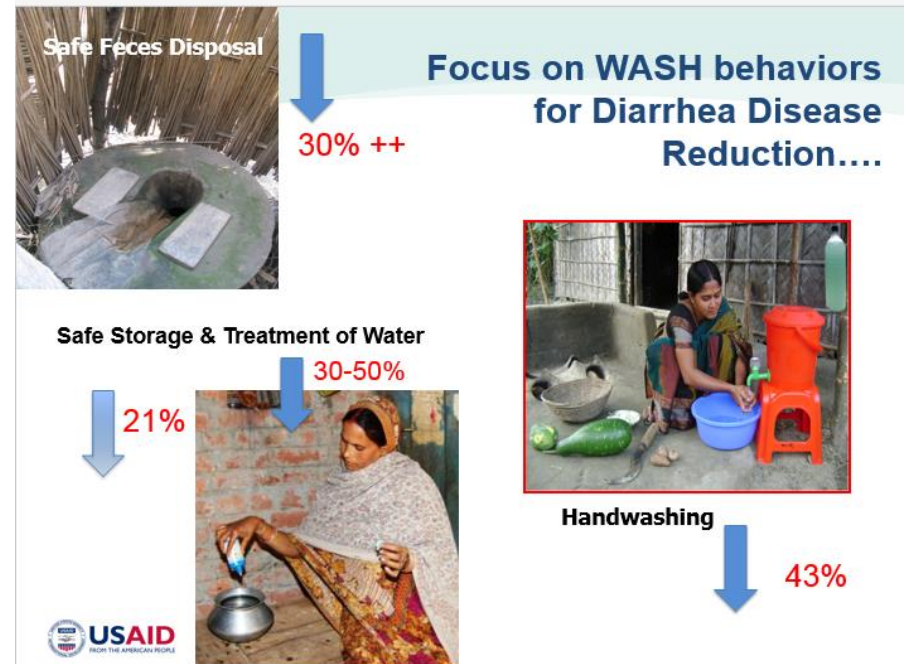 Safe Feces Disposal
30% ++
Focus on WASH behaviors
for Diarrhea Disease
Reduction....
Safe Storage & Treatment of Water
30-50%
21%
Handwashing
43%
USAID
FROM THE AMERICAN PEOPLE